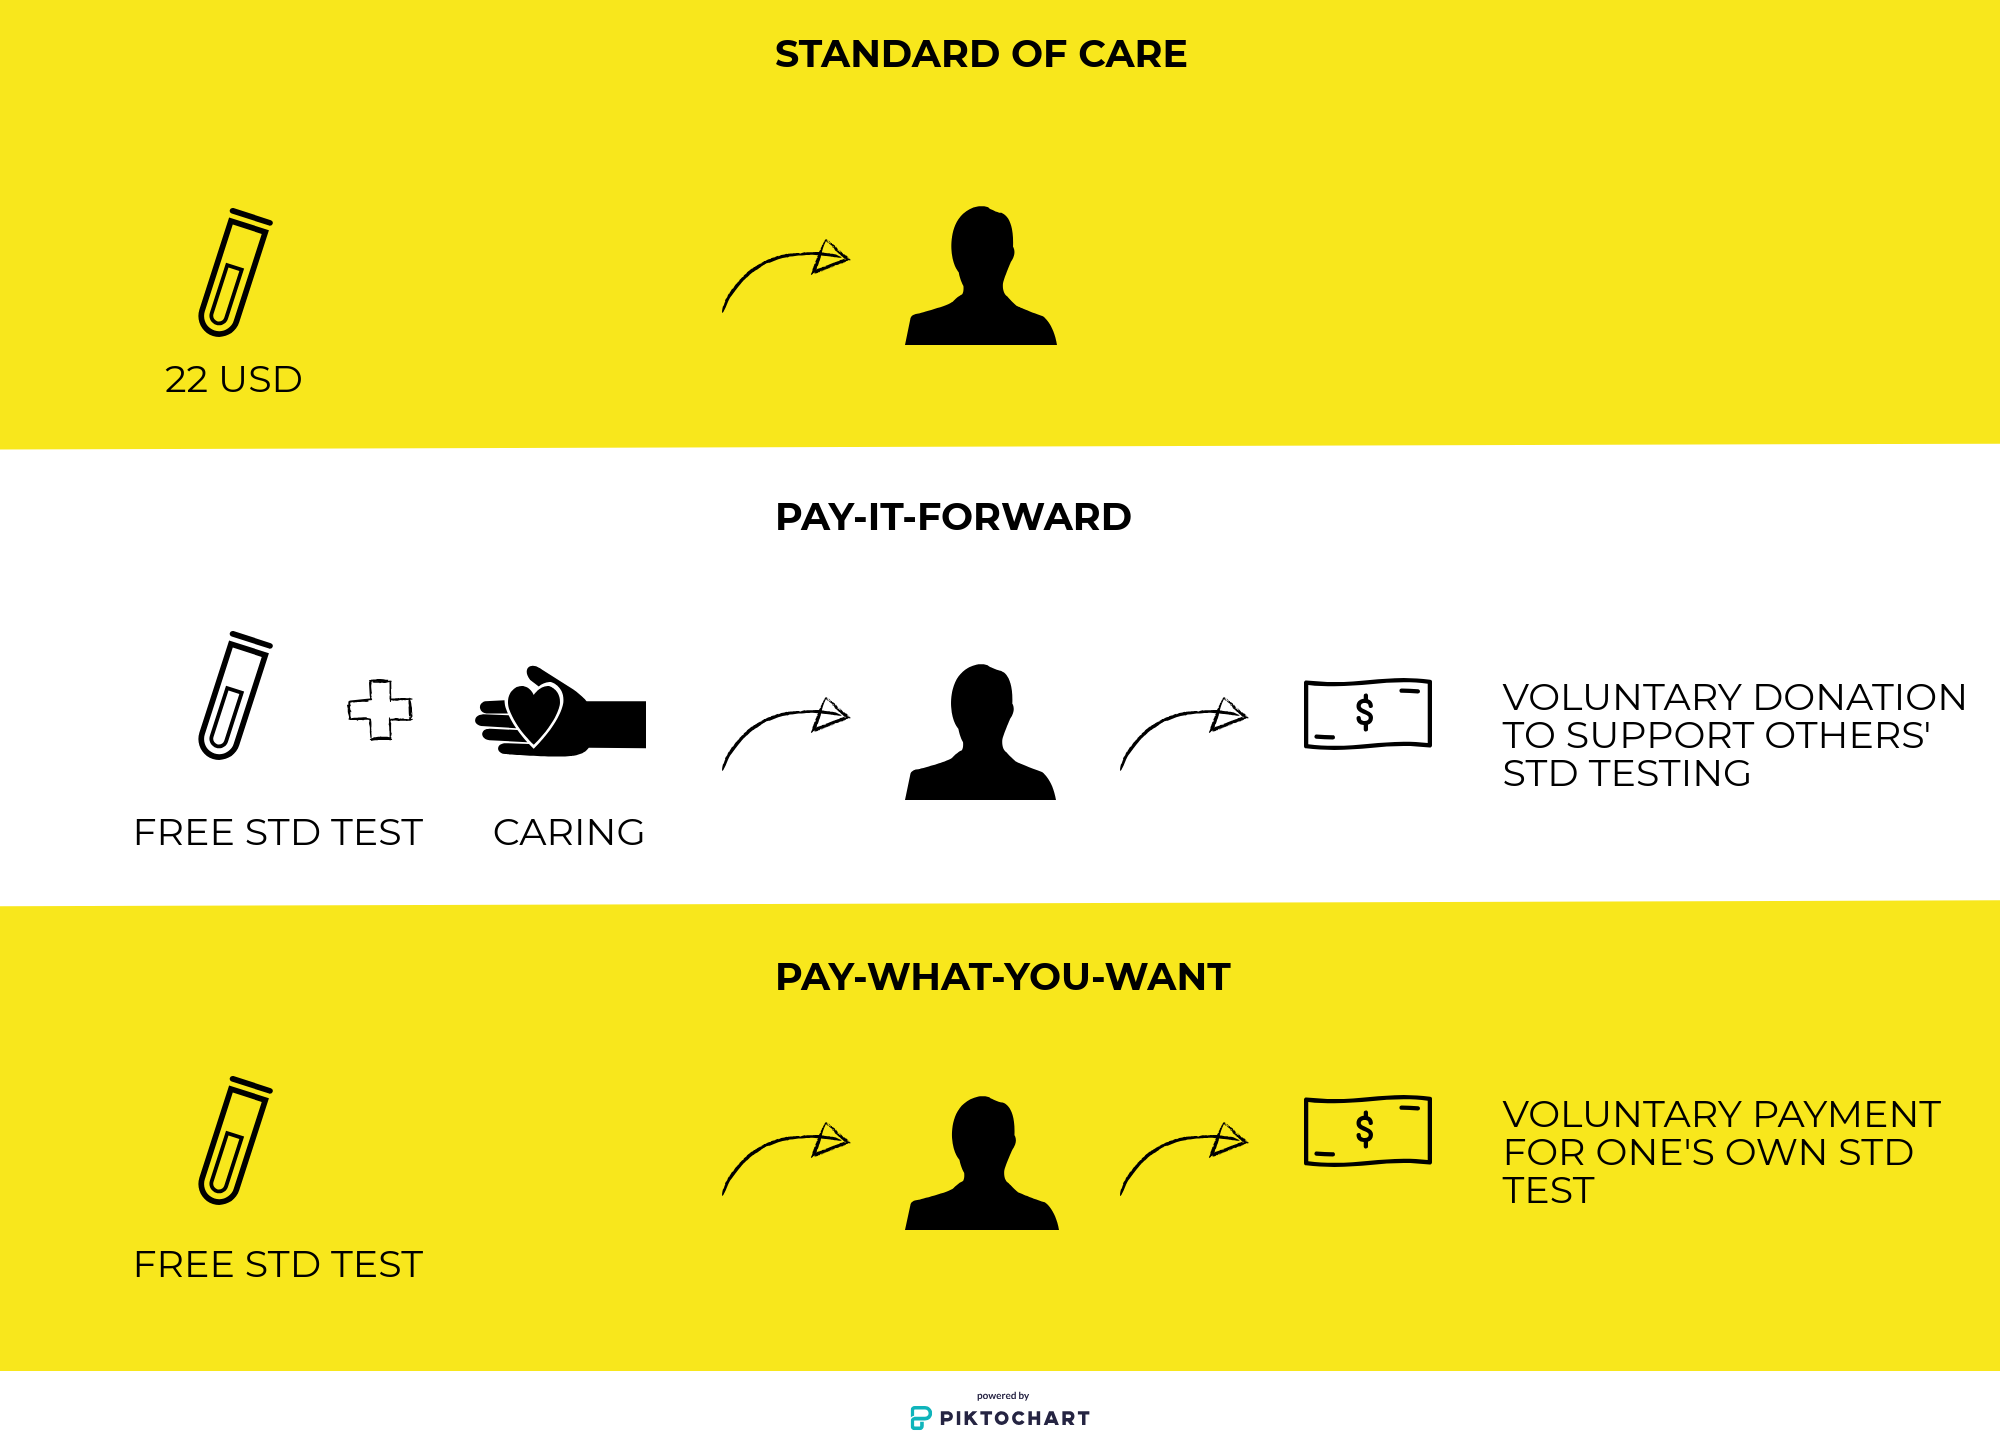 STANDARD OF CARE
22 USD
PAY-IT-FORWARD
$
VOLUNTARY DONATION
TO SUPPORT OTHERS'
STD TESTING
FREE STD TEST
CARING
PAY-WHAT-YOU-WANT
$
VOLUNTARY PAYMENT
FOR ONE'S OWN STD
TEST
FREE STD TEST
powered by
PIKTOCHART